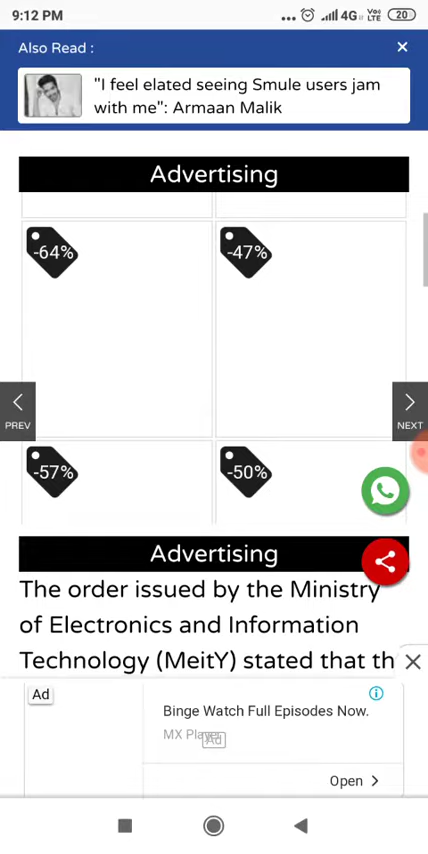 9:12 PM
4G
Vo
LTE
20
Also Read :
"I feel elated seeing Smule users jam
with me": Armaan Malik
Advertising
-64%
-47%
PREV
NEXT
-57%
-50%
Advertising
The order issued by the Ministry
of Electronics and Information
Technology (MeitY) stated that th
Ad
Binge Watch Full Episodes Now.
MX Player
Ad
Open